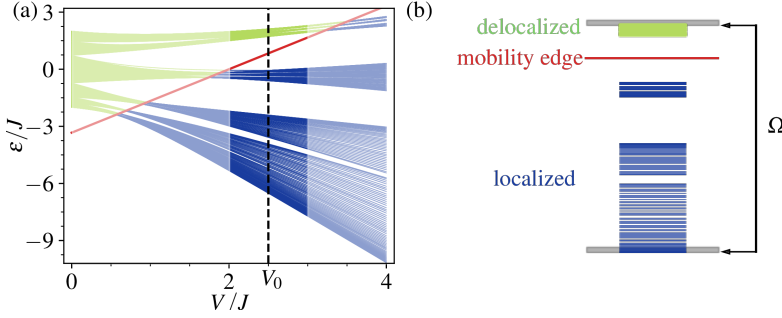 (a)
3
0
−3
−6
−9
ε/J
0
2
V₀
4
V/J
(b)
delocalized
mobility edge
localized
Ω